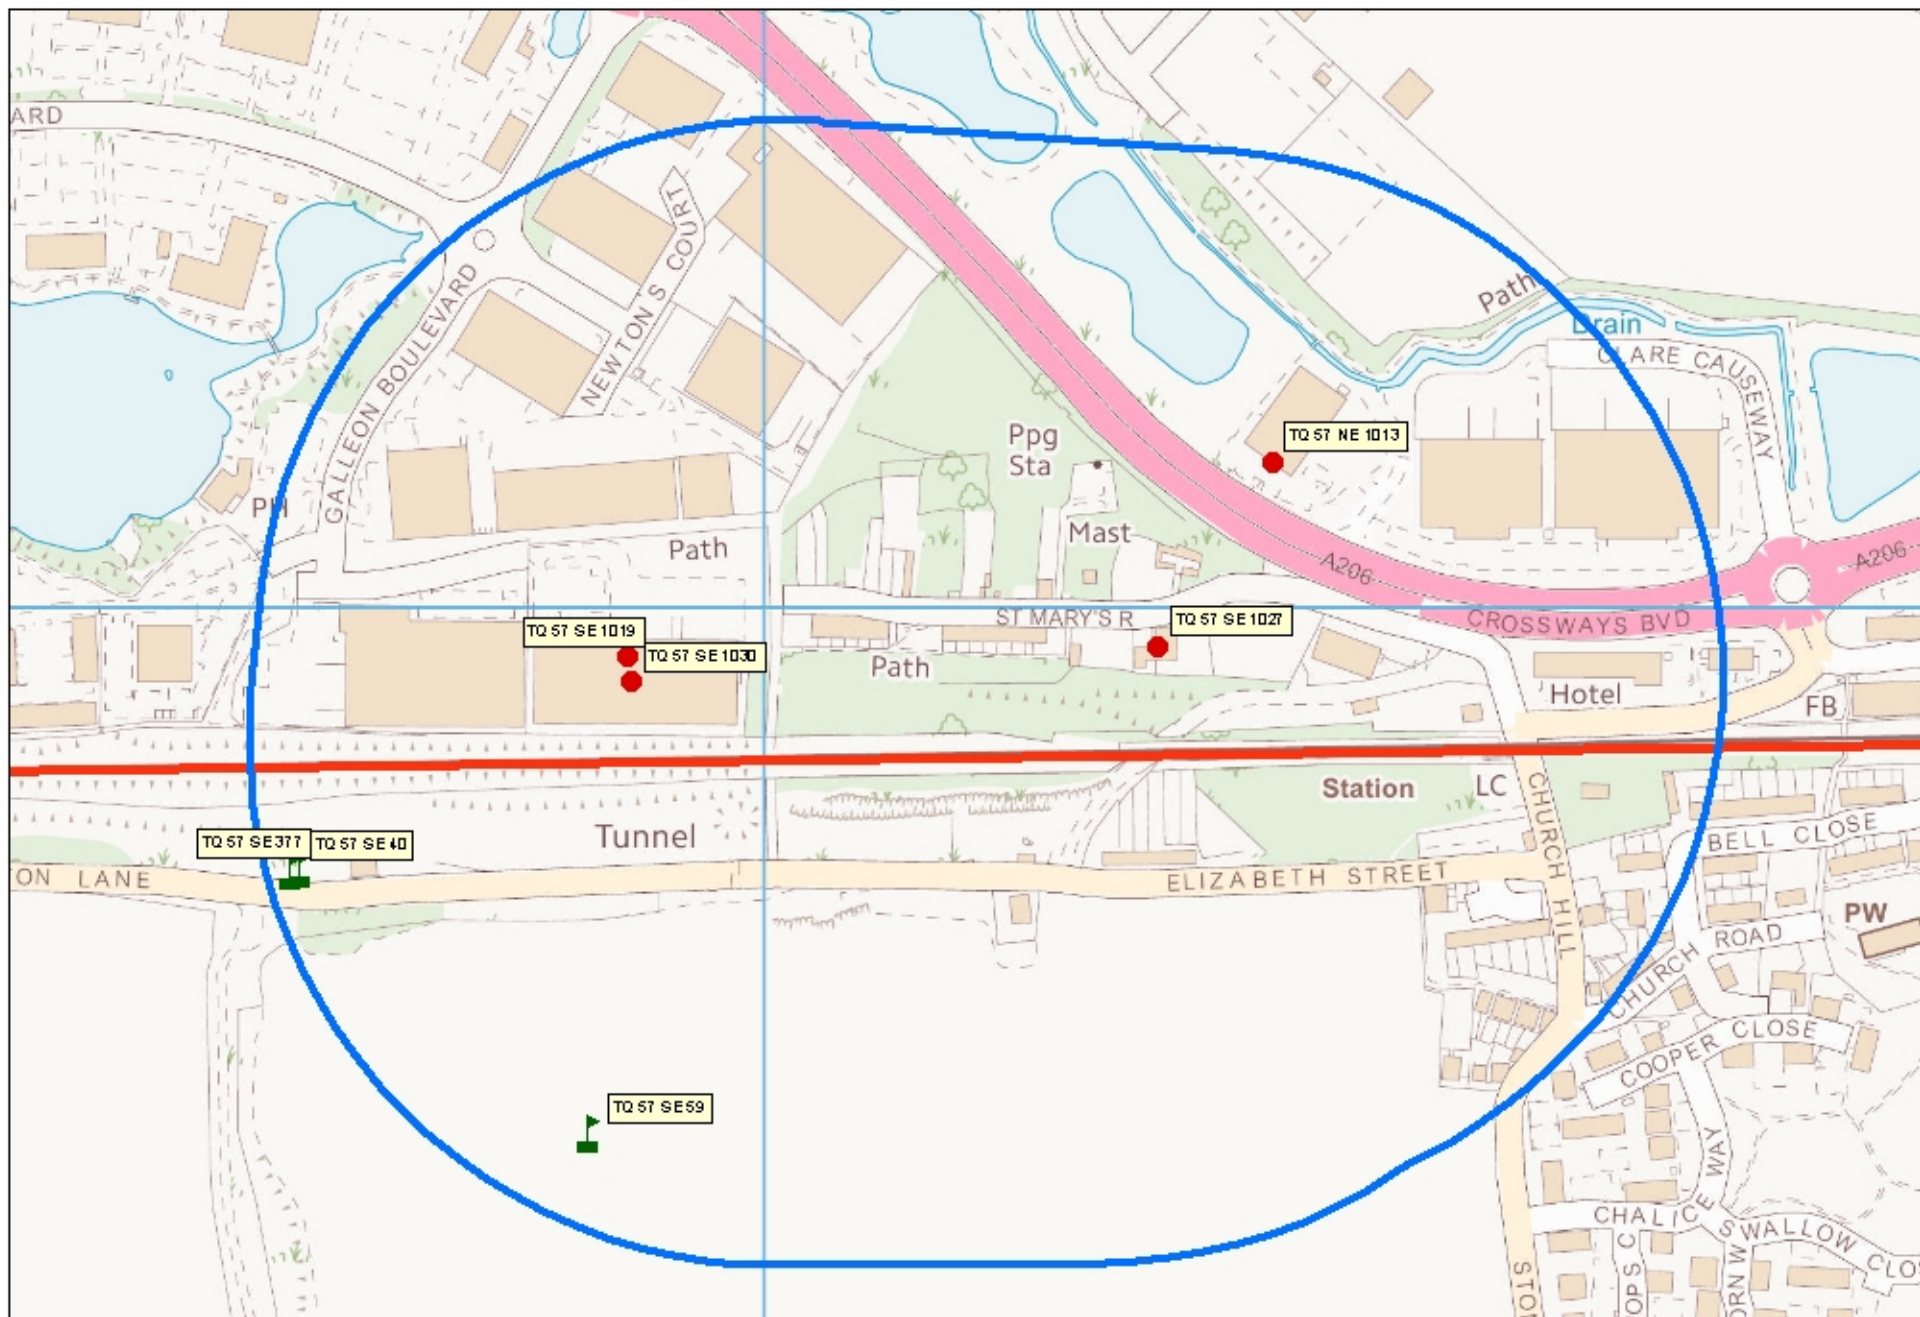 ARD
NEWTON'S COURT
GALLEON BOULEVARD
Path
Drain
CLARE CAUSEWAY
TQ 57 NE 1013
Ppg
Sta
PH
Path
Mast
A206
A206
ST MARY'S R
CROSSWAYS BVD
TQ 57 SE 1019
TQ 57 SE 1030
TQ 57 SE 1027
Path
Hotel
FB
Station
LC
Tunnel
TQ 57 SE 377
TQ 57 SE 40
ON LANE
ELIZABETH STREET
CHURCH HILL
BELL CLOSE
PW
CHURCH ROAD
COOPER CLOSE
TQ 57 SE 59
CHALICE WAY
SWALLOW CLOS
STO
OPS C
ORN W